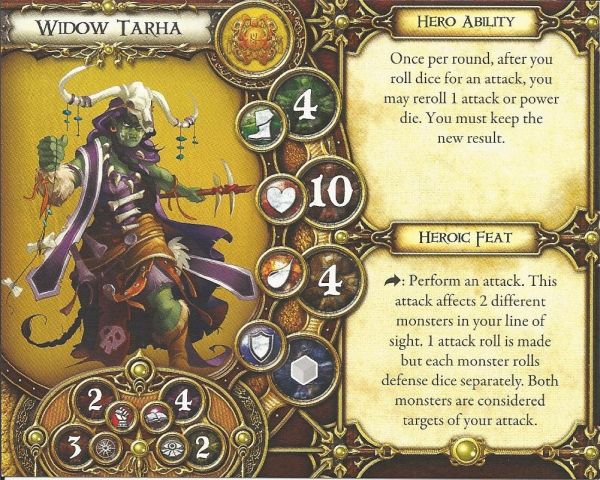 Widow Tarha
4
10
4
2
4
3
2
Hero Ability
Once per round, after you
roll dice for an attack, you
may reroll 1 attack or power
die. You must keep the
new result.
Heroic Feat
: Perform an attack. This
attack affects 2 different
monsters in your line of
sight. 1 attack roll is made
but each monster rolls
defense dice separately. Both
monsters are considered
targets of your attack.